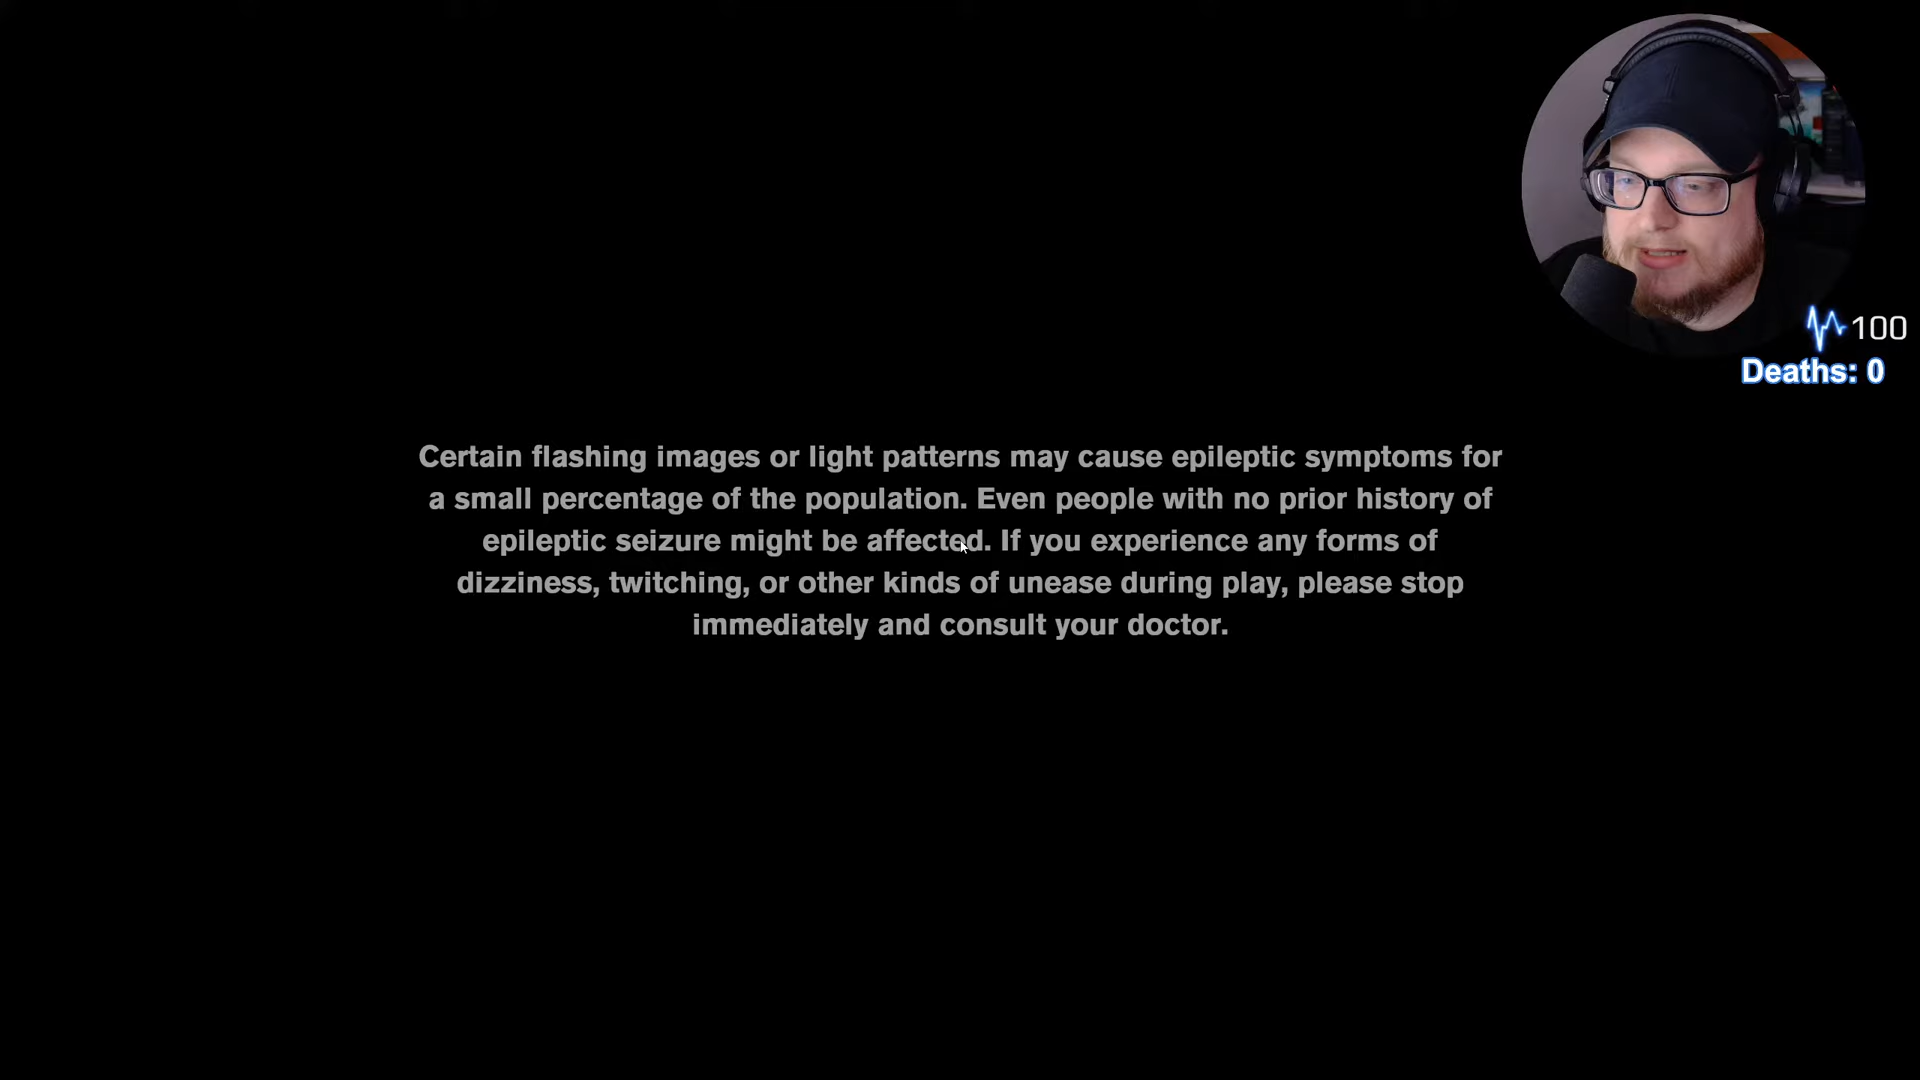 100
Deaths: 0
Certain flashing images or light patterns may cause epileptic symptoms for
a small percentage of the population. Even people with no prior history of
epileptic seizure might be affected. If you experience any forms of
dizziness, twitching, or other kinds of unease during play, please stop
immediately and consult your doctor.